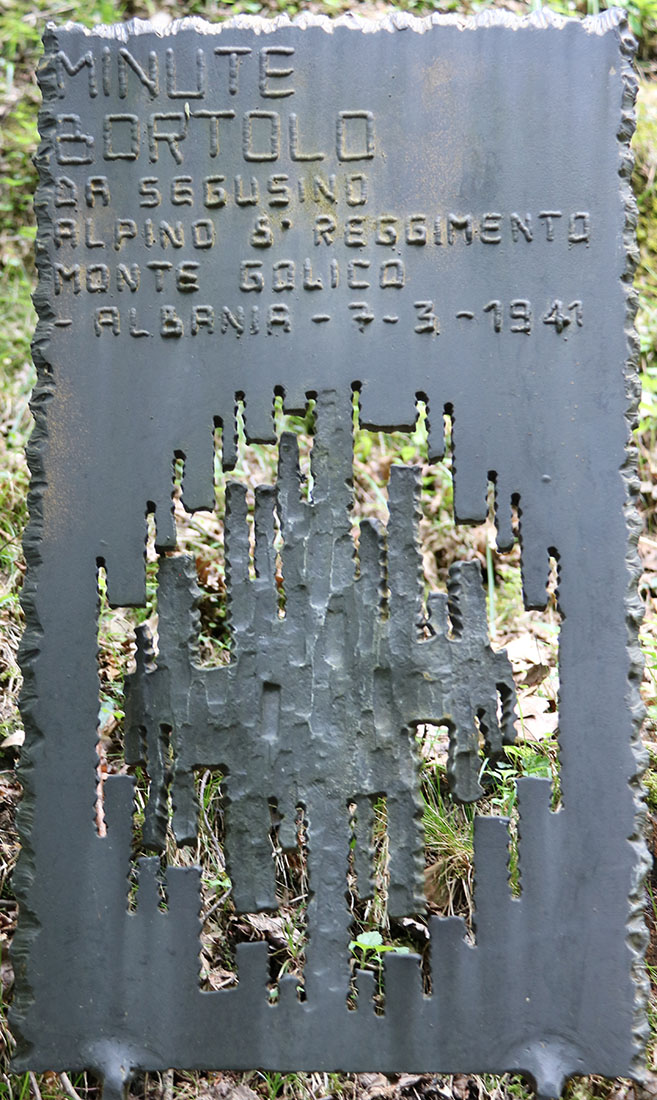 MINUTE
BORTOLO
DA SEGUSINO
ALPINO 8° REGGIMENTO
MONTE GOLICO
- ALBANIA - 7 - 3 - 1941